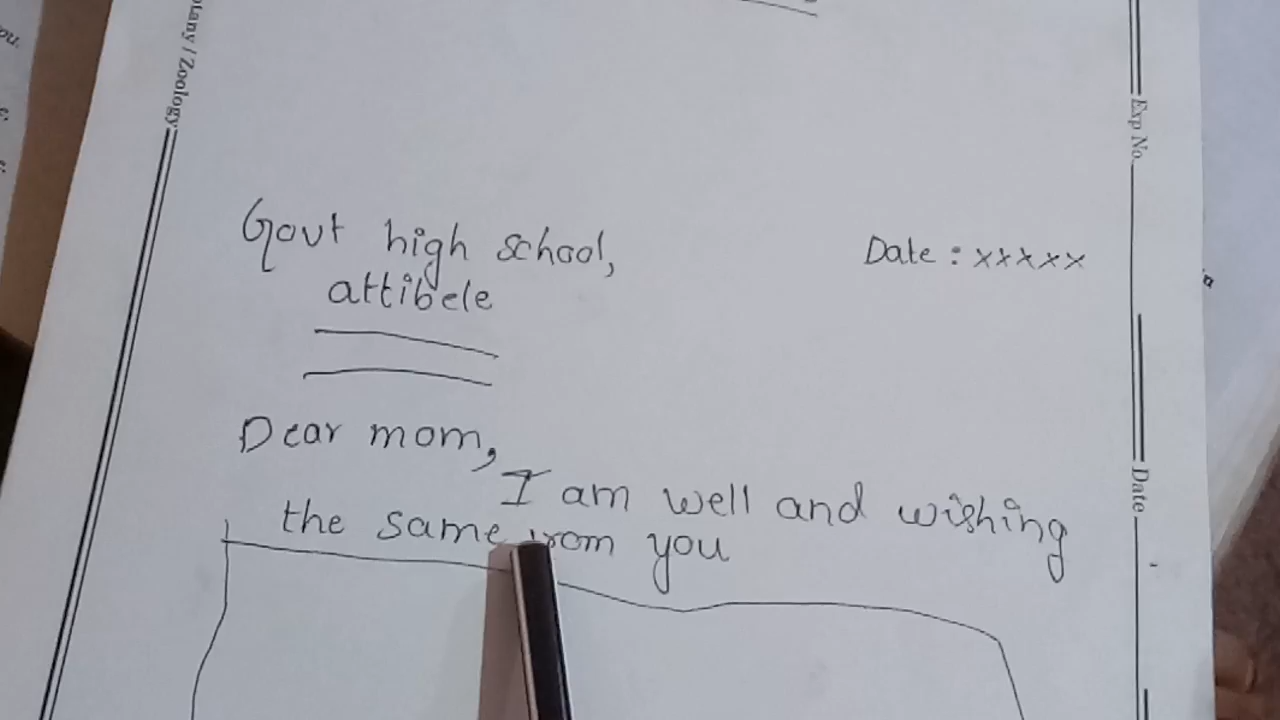 Govt high school,
attibele
Date : xxxxx
Dear mom,
I am well and wishing
the same from you
Zoology
Exp No.
Date